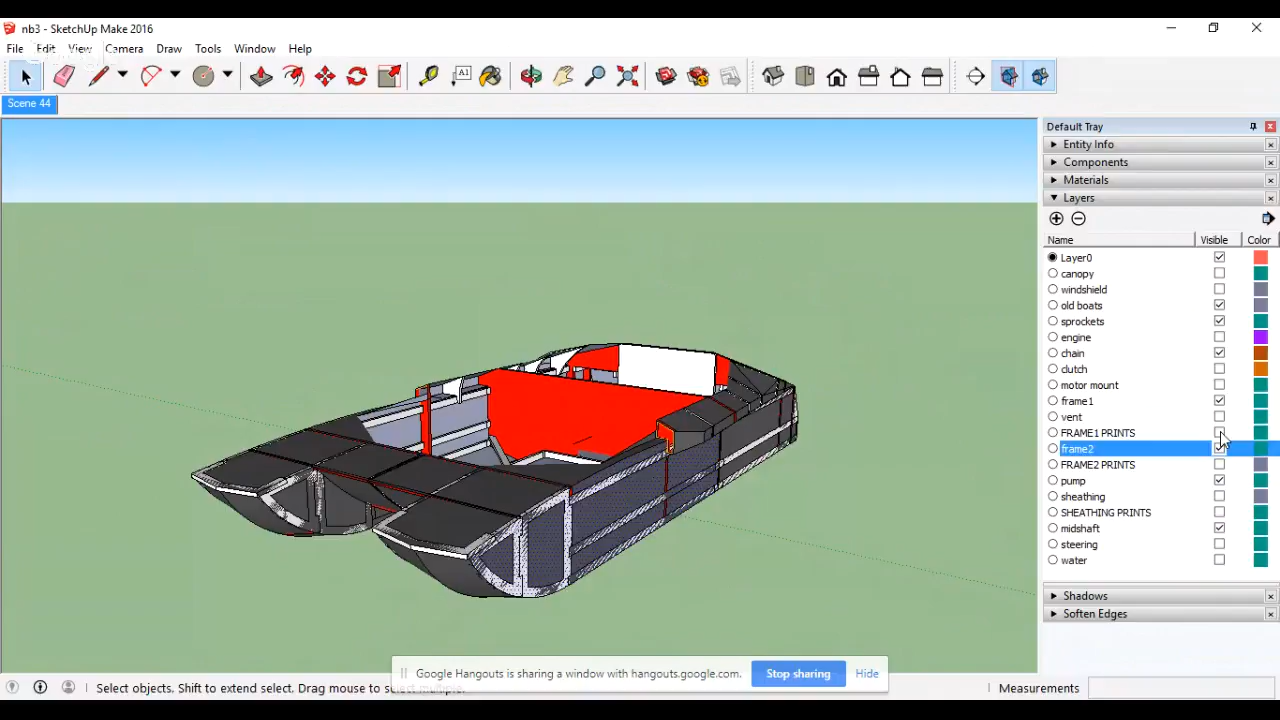 nb3 - SketchUp Make 2016
File Edit View Camera Draw Tools Window Help
A1
Scene 44
Default Tray
Entity Info
Components
Materials
Layers
Name Visible Color
Layer0
canopy
windshield
old boats
sprockets
engine
chain
clutch
motor mount
frame1
vent
FRAME1 PRINTS
frame2
FRAME2 PRINTS
pump
sheathing
SHEATHING PRINTS
midshaft
steering
water
Shadows
Soften Edges
Google Hangouts is sharing a window with hangouts.google.com. Stop sharing Hide
Select objects. Shift to extend select. Drag mouse to select multiple. Measurements